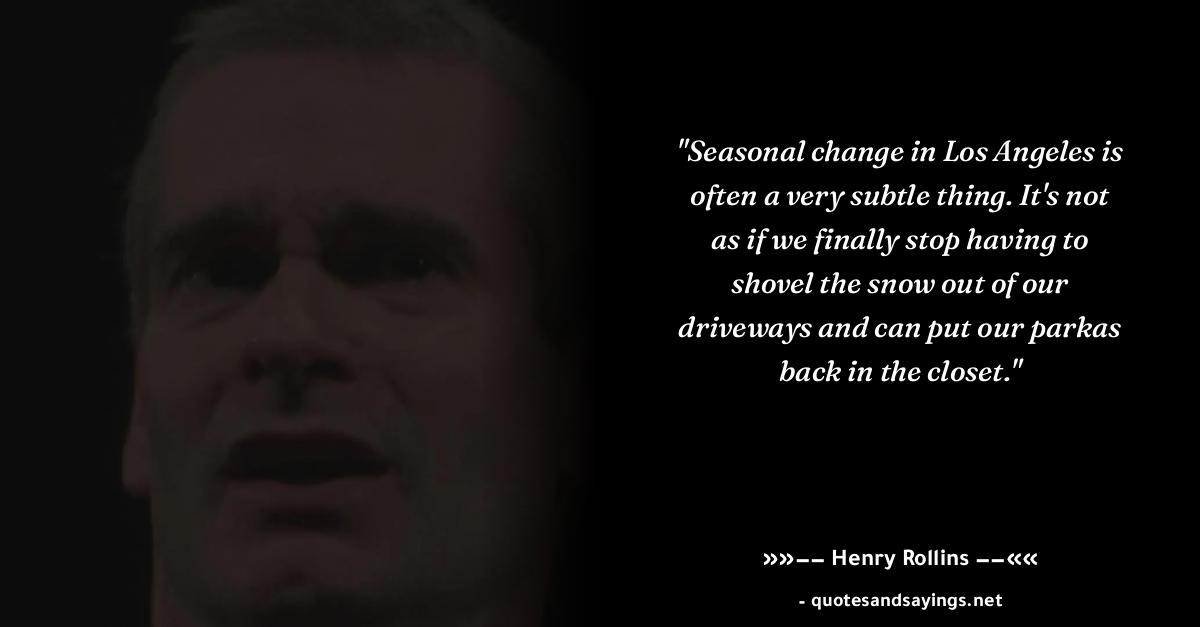 "Seasonal change in Los Angeles is
often a very subtle thing. It's not
as if we finally stop having to
shovel the snow out of our
driveways and can put our parkas
back in the closet."
»»–– Henry Rollins ––««
- quotesandsayings.net